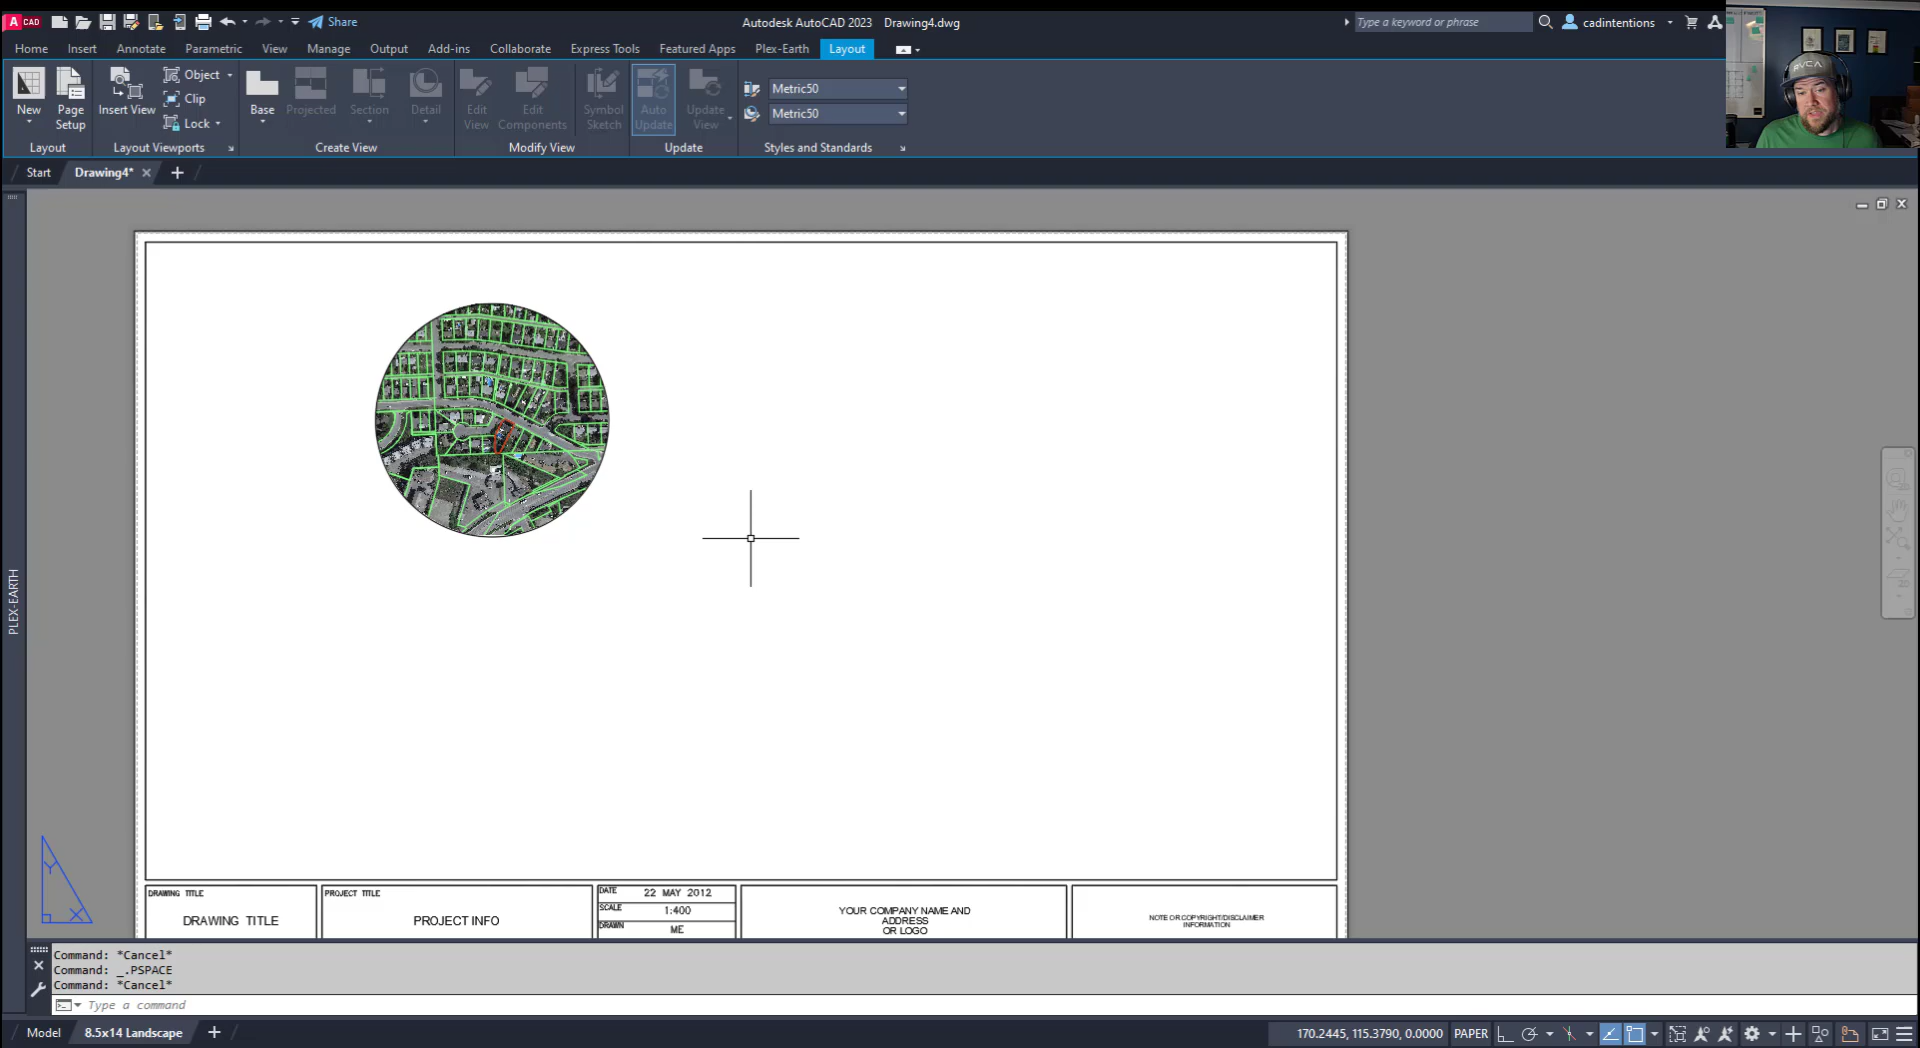 A CAD
Share
Autodesk AutoCAD 2023 Drawing4.dwg
Type a keyword or phrase
cadintentions
Home Insert Annotate Parametric View Manage Output Add-ins Collaborate Express Tools Featured Apps Plex-Earth Layout
New
Page Setup
Layout
Insert View
Object
Clip
Lock
Layout Viewports
Base
Projected
Section
Detail
Create View
Edit View
Edit Components
Symbol Sketch
Modify View
Auto Update
Update View
Update
Metric50
Metric50
Styles and Standards
RVCA
Start
Drawing4*
PLEX-EARTH
Y
X
DRAWING TITLE
DRAWING TITLE
PROJECT TITLE
PROJECT INFO
DATE
22 MAY 2012
SCALE
1:400
DRAWN
ME
YOUR COMPANY NAME AND
ADDRESS
OR LOGO
NOTE OR COPYRIGHT/DISCLAIMER
INFORMATION
Command: *Cancel*
Command: _.PSPACE
Command: *Cancel*
Type a command
Model
8.5x14 Landscape
170.2445, 115.3790, 0.0000
PAPER